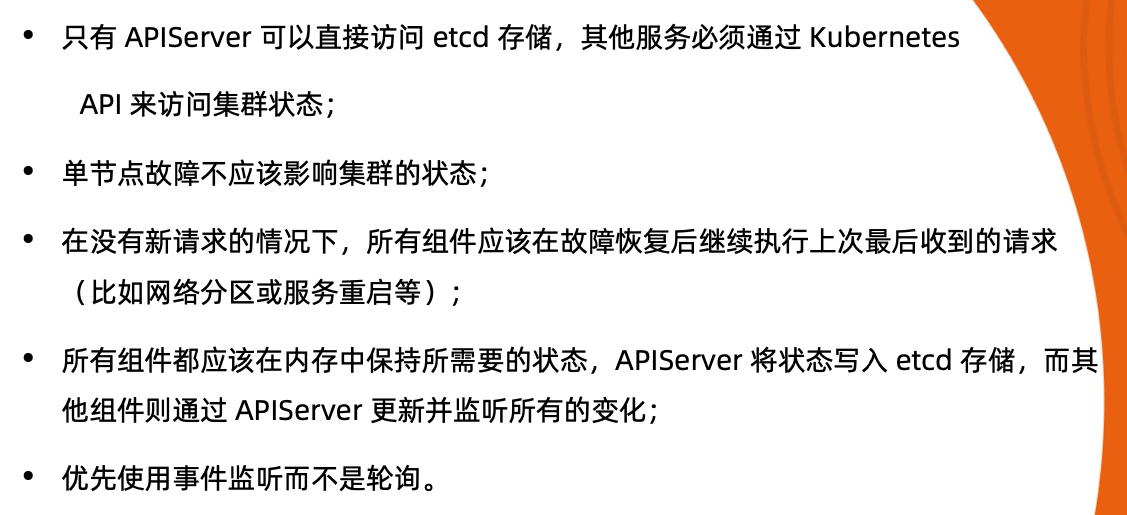 • 只有 APIServer 可以直接访问 etcd 存储，其他服务必须通过 Kubernetes
API 来访问集群状态；
• 单节点故障不应该影响集群的状态；
• 在没有新请求的情况下，所有组件应该在故障恢复后继续执行上次最后收到的请求
（比如网络分区或服务重启等）；
• 所有组件都应该在内存中保持所需要的状态，APIServer 将状态写入 etcd 存储，而其
他组件则通过 APIServer 更新并监听所有的变化；
• 优先使用事件监听而不是轮询。